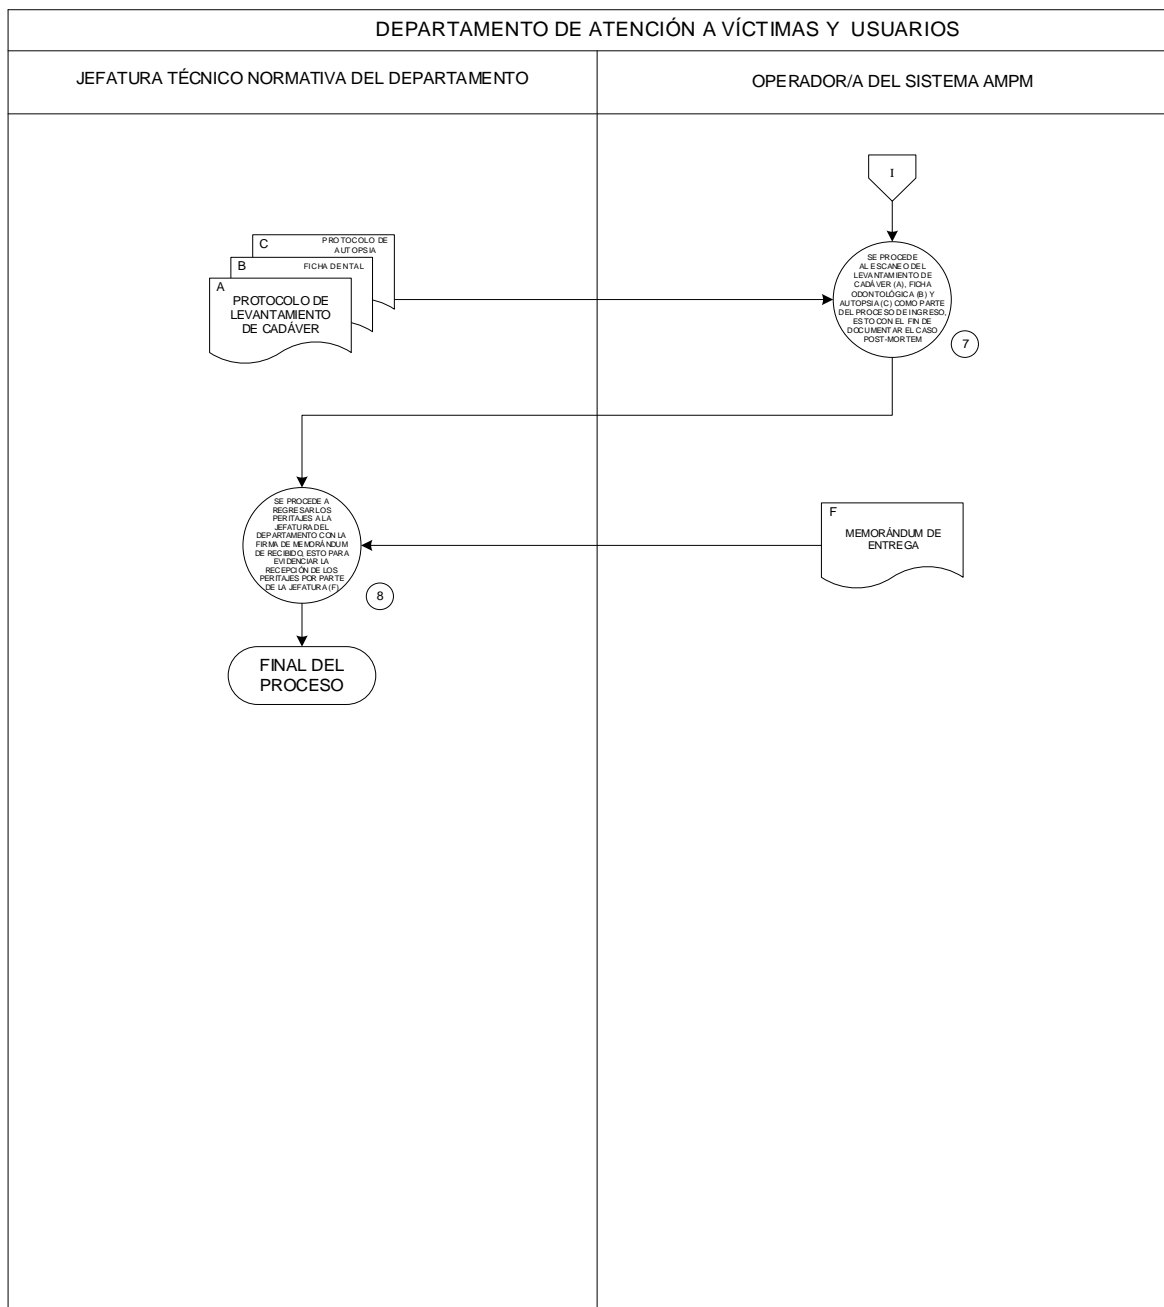 DEPARTAMENTO DE ATENCIÓN A VÍCTIMAS Y USUARIOS
JEFATURA TÉCNICO NORMATIVA DEL DEPARTAMENTO
OPERADOR/A DEL SISTEMA AMPM
I
C
PROTOCOLO DE
AUTOPSIA
B
FICHA DENTAL
A
PROTOCOLO DE
LEVANTAMIENTO
DE CADÁVER
SE PROCEDE
AL ESCANEO DEL
LEVANTAMIENTO DE
CADÁVER (A), FICHA
ODONTOLÓGICA (B) Y
AUTOPSIA (C) COMO PARTE
DEL PROCESO DE INGRESO,
ESTO CON EL FIN DE
DOCUMENTAR EL CASO
POST-MORTEM
7
SE PROCEDE A
REGRESAR LOS
PERITAJES A LA
JEFATURA DEL
DEPARTAMENTO CON LA
FIRMA DE MEMORÁNDUM
DE RECIBIDO, ESTO PARA
EVIDENCIAR LA
RECEPCIÓN DE LOS
PERITAJES POR PARTE
DE LA JEFATURA (F)
8
F
MEMORÁNDUM DE
ENTREGA
FINAL DEL
PROCESO